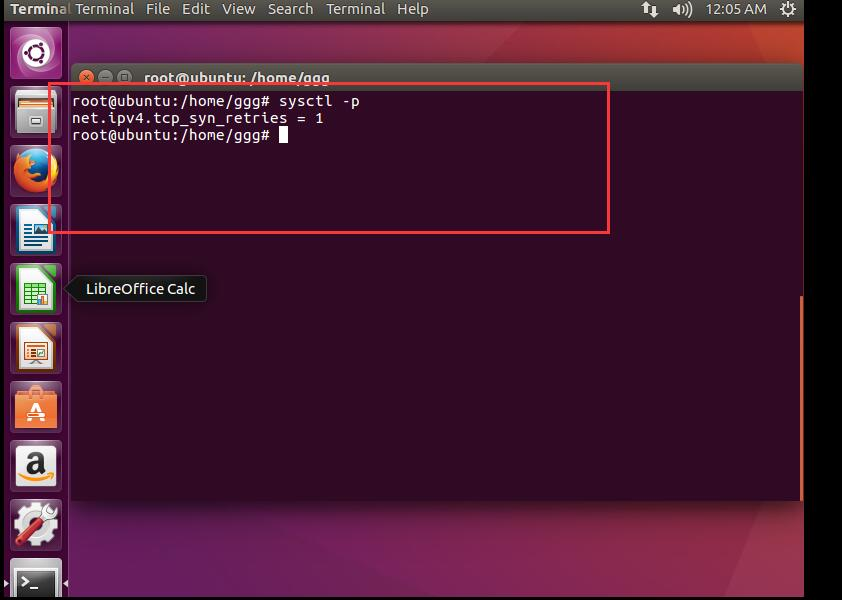 Terminal Terminal File Edit View Search Terminal Help 12:05 AM
root@ubuntu: /home/ggg
root@ubuntu:/home/ggg# sysctl -p
net.ipv4.tcp_syn_retries = 1
root@ubuntu:/home/ggg#
LibreOffice Calc